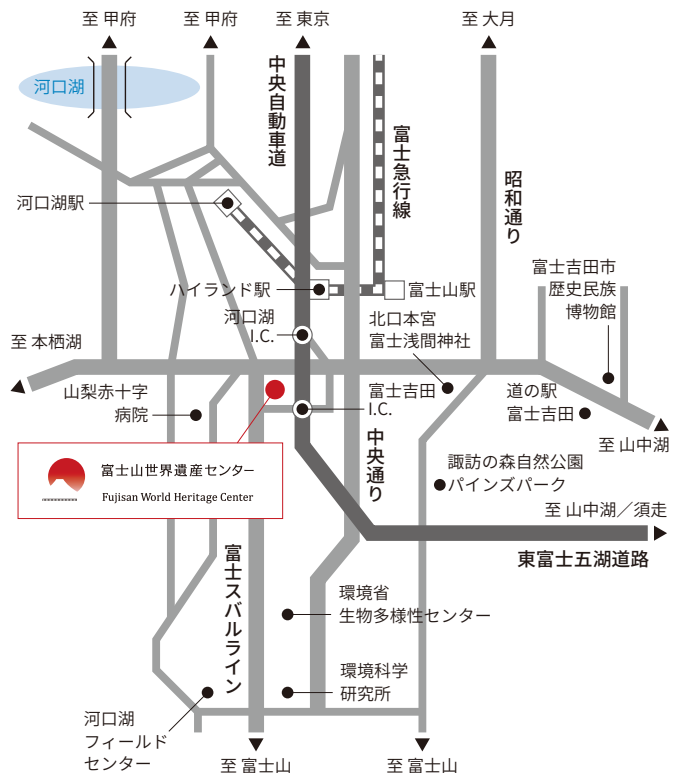 至 甲府
至 甲府
至 東京
至 大月
河口湖
中央自動車道
富士急行線
昭和通り
河口湖駅
富士吉田市
歴史民族
博物館
ハイランド駅
富士山駅
河口湖
I.C.
北口本宮
富士浅間神社
至 本栖湖
山梨赤十字
病院
富士吉田
I.C.
道の駅
富士吉田
至 山中湖
中央通り
諏訪の森自然公園
パインズパーク
富士山世界遺産センター
Fujisan World Heritage Center
至 山中湖／須走
東富士五湖道路
富士スバルライン
環境省
生物多様性センター
環境科学
研究所
河口湖
フィールド
センター
至 富士山
至 富士山